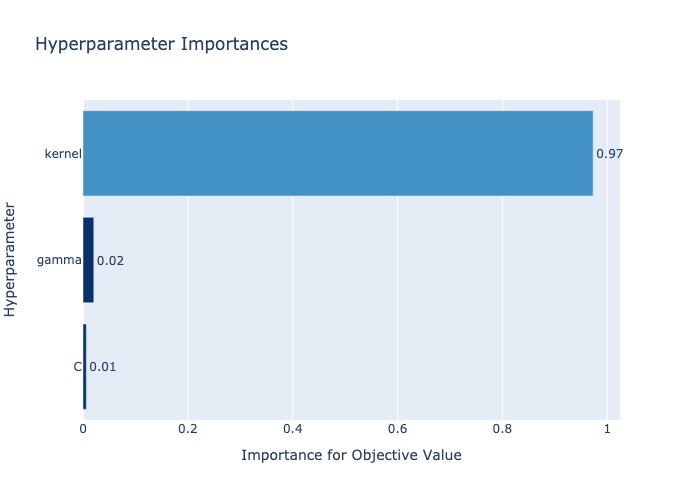 Hyperparameter Importances
Hyperparameter
kernel 0.97
gamma 0.02
C 0.01
0 0.2 0.4 0.6 0.8 1
Importance for Objective Value